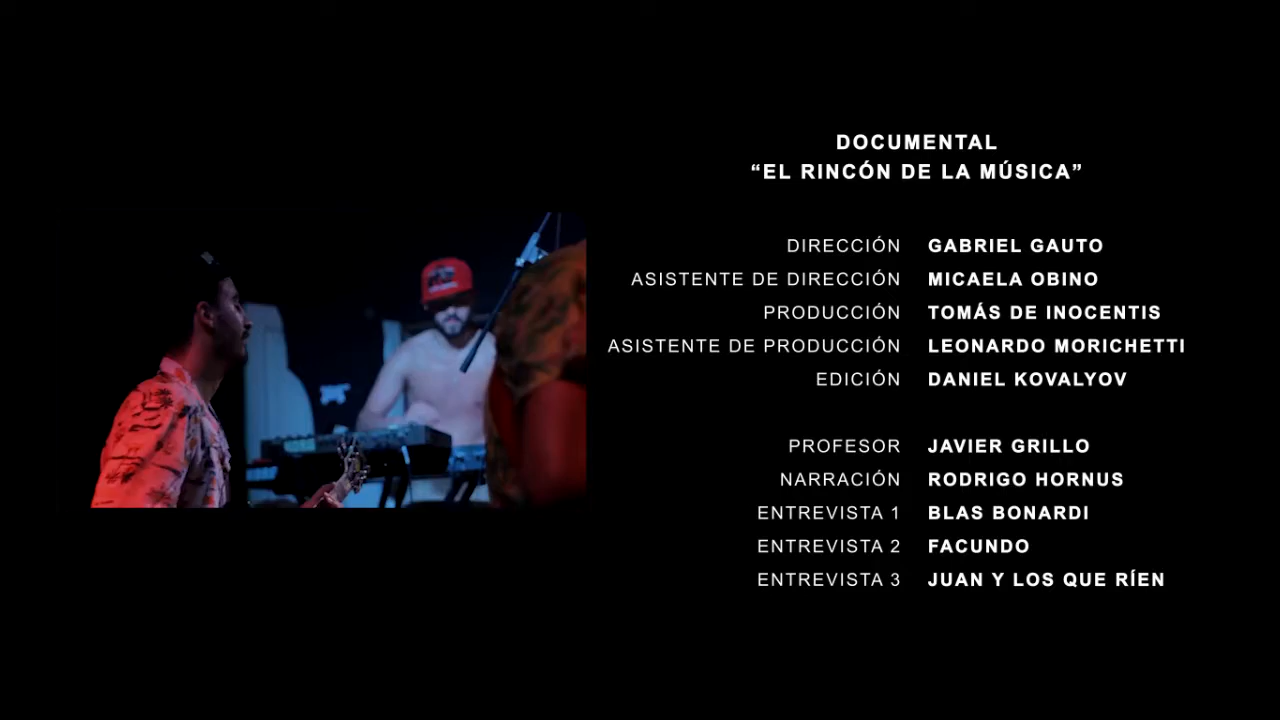 DOCUMENTAL
“EL RINCÓN DE LA MÚSICA”
DIRECCIÓN GABRIEL GAUTO
ASISTENTE DE DIRECCIÓN MICAELA OBINO
PRODUCCIÓN TOMÁS DE INOCENTIS
ASISTENTE DE PRODUCCIÓN LEONARDO MORICHETTI
EDICIÓN DANIEL KOVALYOV
PROFESOR JAVIER GRILLO
NARRACIÓN RODRIGO HORNUS
ENTREVISTA 1 BLAS BONARDI
ENTREVISTA 2 FACUNDO
ENTREVISTA 3 JUAN Y LOS QUE RÍEN